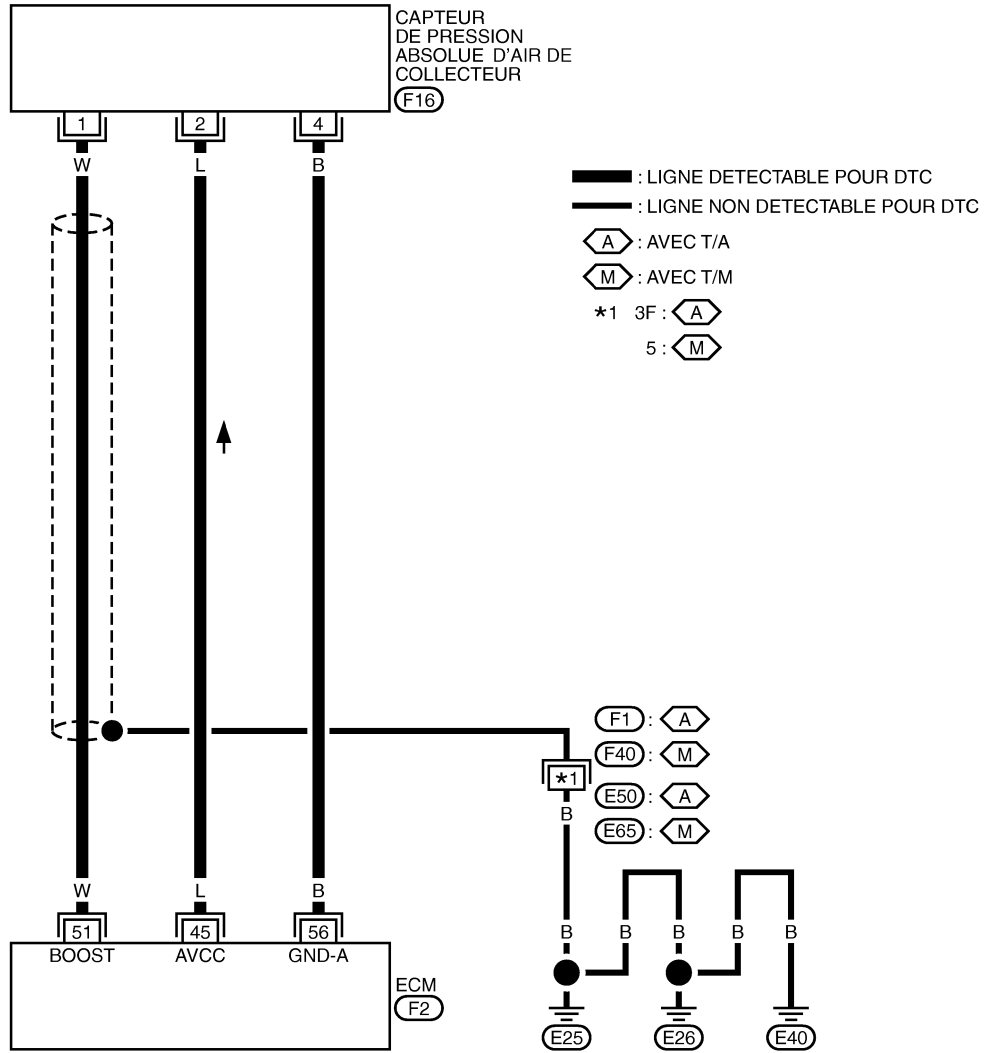 CAPTEUR
DE PRESSION
ABSOLUE D'AIR DE
COLLECTEUR
F16
1 2 4
W L B
: LIGNE DETECTABLE POUR DTC
: LIGNE NON DETECTABLE POUR DTC
A : AVEC T/A
M : AVEC T/M
*1 3F : A
5 : M
F1 : A
F40 : M
*1
E50 : A
B
E65 : M
W L B
51 45 56
BOOST AVCC GND-A
B B B B B
ECM
F2
E25 E26 E40